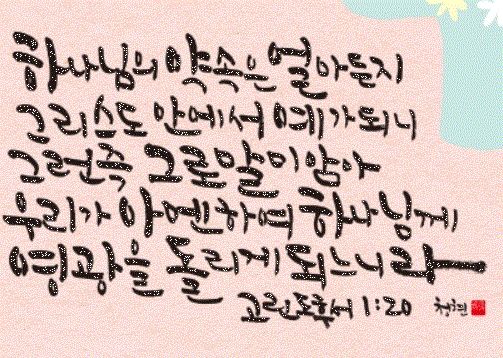 하나님의 약속은 얼마든지
그리스도 안에서 예가되니
그런즉 그로말미암아
우리가 아멘하여 하나님께
영광을 돌리게 되느니라
고린도후서 1:20